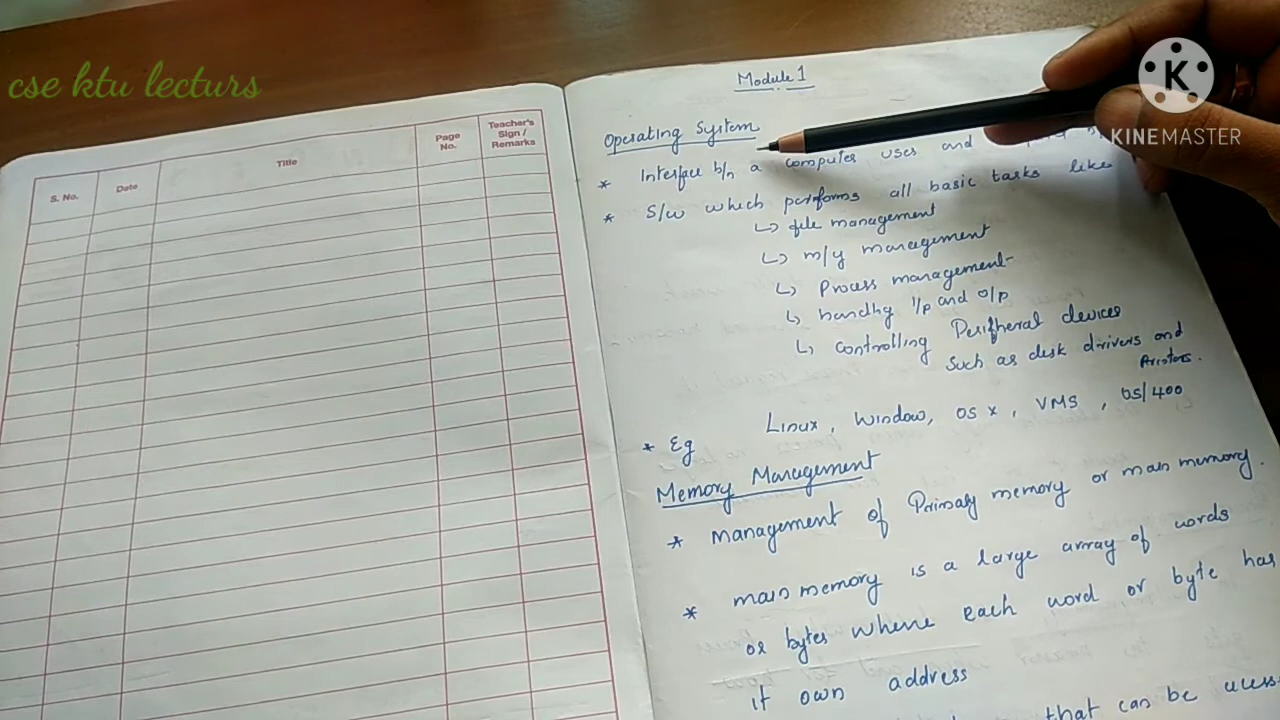 cse ktu lecturs
K
KINEMASTER
S. No.
Date
Title
Page No.
Teacher's Sign / Remarks
Module 1
Operating System
* Interface b/n a computer uses and
* S/w which performs all basic tasks like
↳ file management
↳ m/y management
↳ Process management
↳ handling I/p and O/p
↳ controlling Peripheral devices
such as disk drivers and
Printers.
* Eg Linux, Window, OS X, VMS, OS/400
Memory Management
* Management of Primary memory or main memory.
* main memory is a large array of words
or bytes where each word or byte has
it own address
that can be